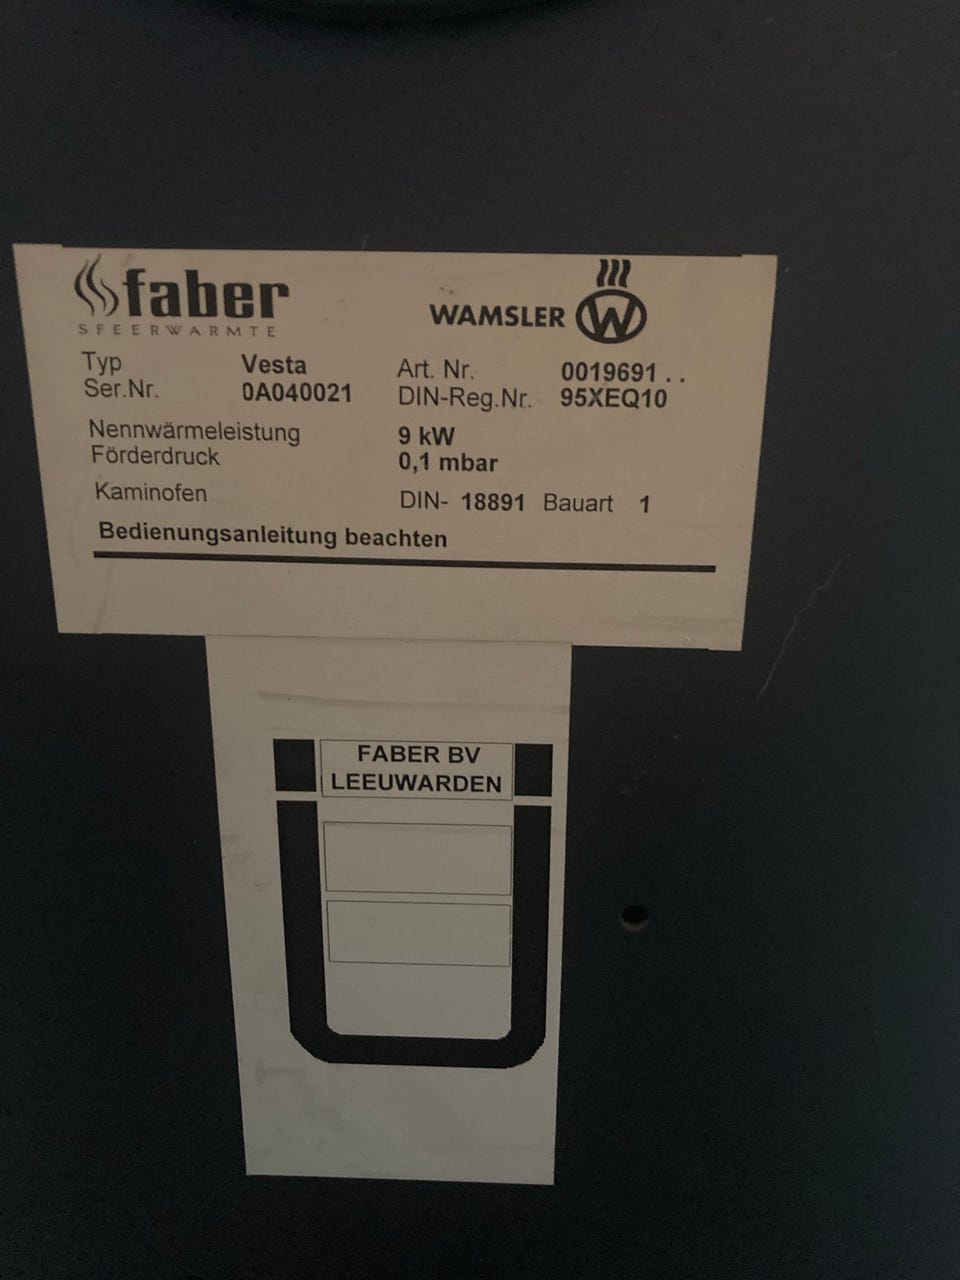 faber WAMSLER W
SFEERWARMTE
Typ Vesta Art. Nr. 0019691 . .
Ser.Nr. 0A040021 DIN-Reg.Nr. 95XEQ10
Nennwärmeleistung 9 kW
Förderdruck 0,1 mbar
Kaminofen DIN- 18891 Bauart 1
Bedienungsanleitung beachten
FABER BV
LEEUWARDEN